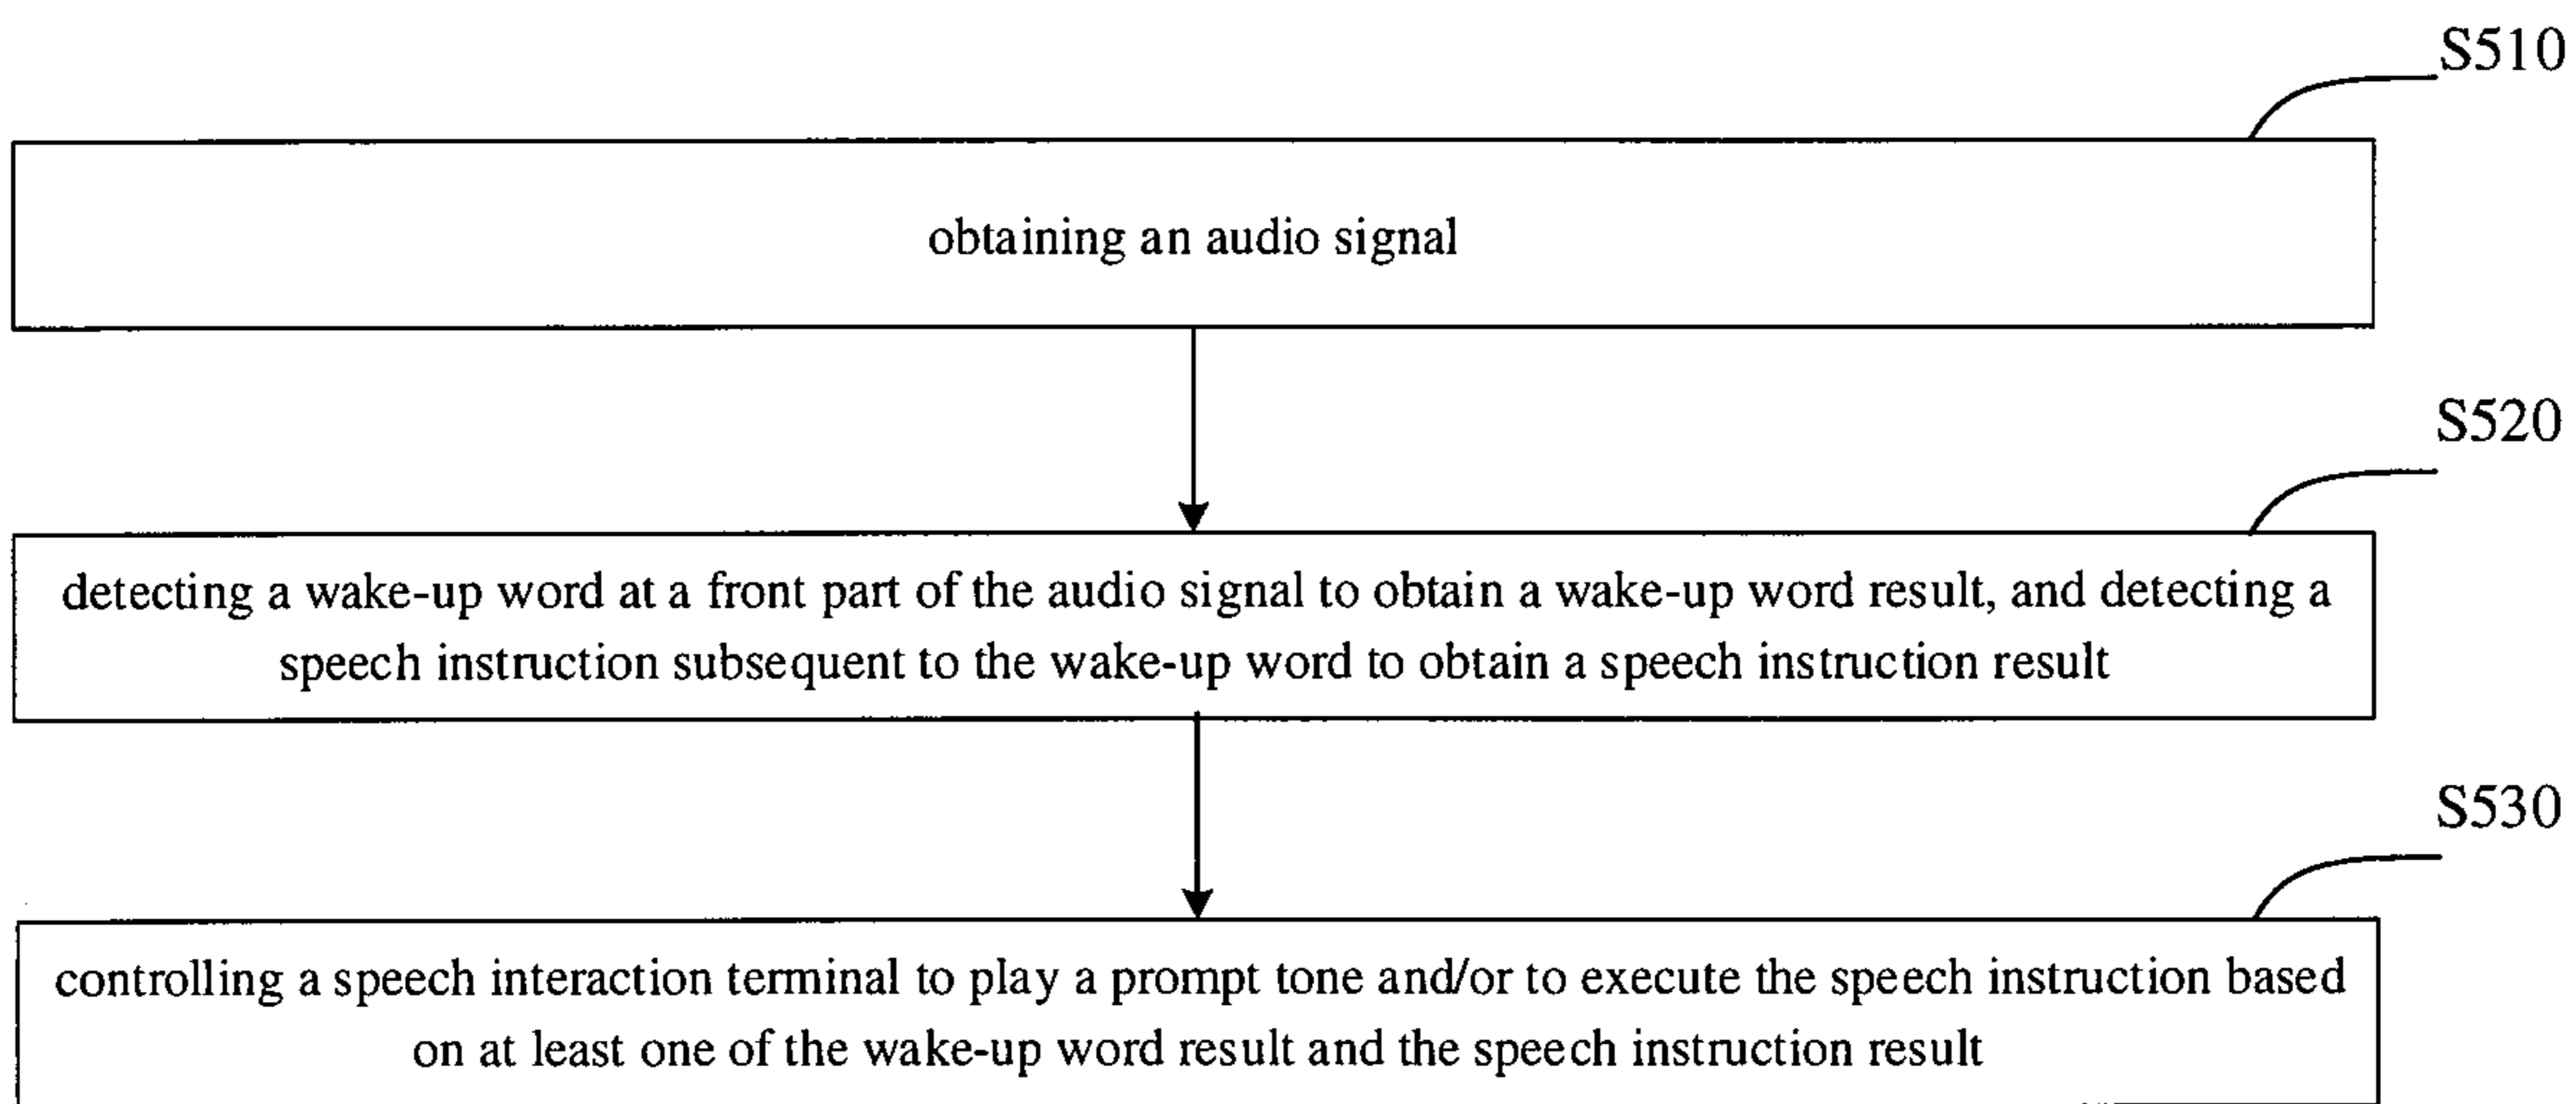 S510
obtaining an audio signal
S520
detecting a wake-up word at a front part of the audio signal to obtain a wake-up word result, and detecting a
speech instruction subsequent to the wake-up word to obtain a speech instruction result
S530
controlling a speech interaction terminal to play a prompt tone and/or to execute the speech instruction based
on at least one of the wake-up word result and the speech instruction result